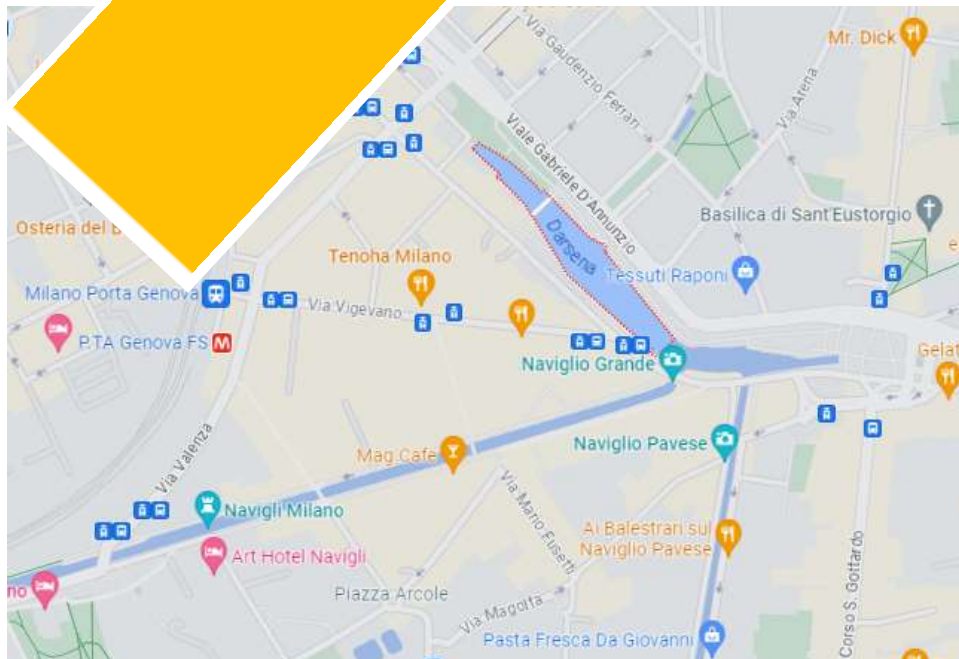 Mr. Dick
Via Gaudenzio Ferrari
Via Arena
Viale Gabriele D'Annunzio
Basilica di Sant'Eustorgio
Osteria del
Tenoha Milano
Darsena
Tessuti Raponi
Milano Porta Genova
Via Vigevano
P.TA Genova FS M
Naviglio Grande
Gelat
Naviglio Pavese
Mag Cafè
Via Valenza
Navigli Milano
Via Mario Fusetti
Ai Balestrari sul
Naviglio Pavese
Art Hotel Navigli
Piazza Arcole
Via Magolfa
Corso S. Gottardo
no
Pasta Fresca Da Giovanni